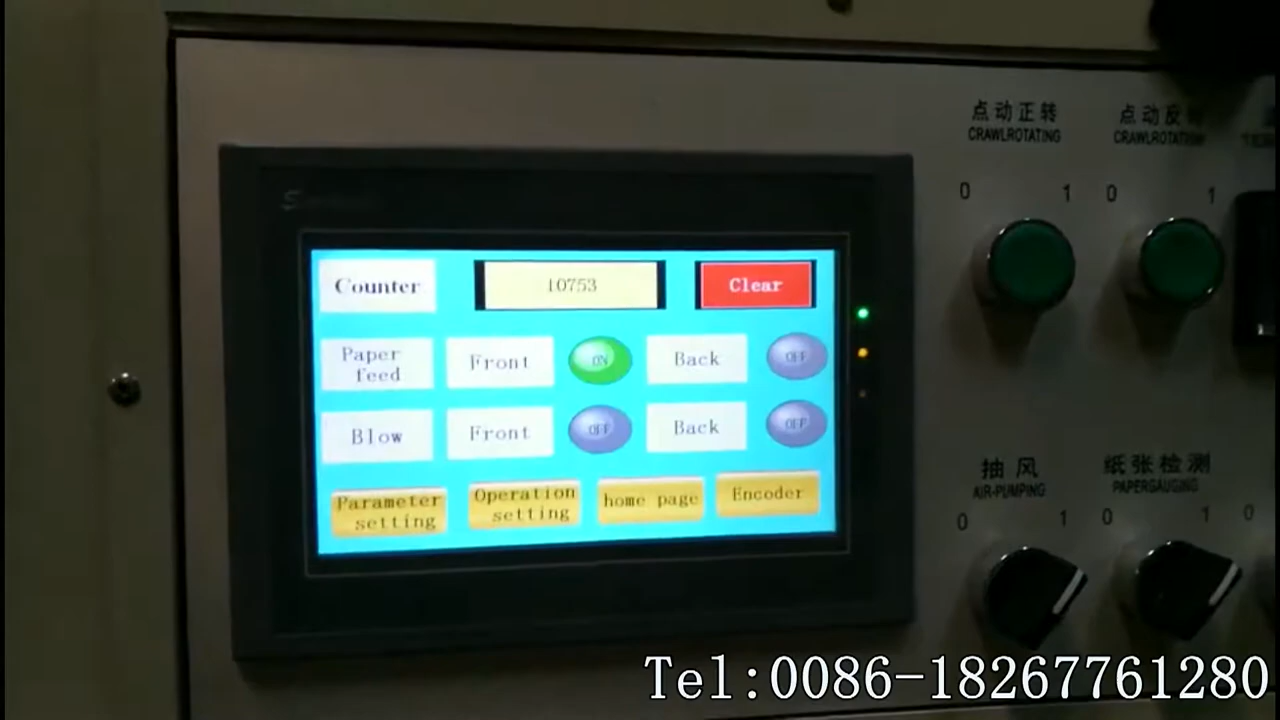 点动正转
CRAWLROTATING
点动反
CRAWLROTATION
0 1
0 1
Counter
10753
Clear
Paper
feed
Front
ON
Back
OFF
Blow
Front
OFF
Back
OFF
Parameter
setting
Operation
setting
home page
Encoder
抽风
AIR-PUMPING
纸张检测
PAPERGAUGING
0 1
0 1
0
Tel:0086-18267761280